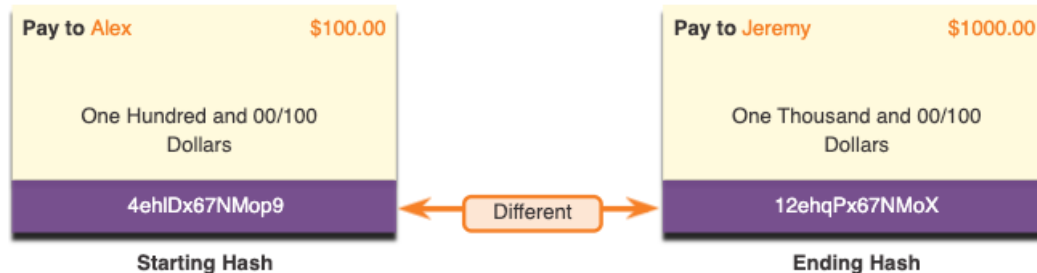 Pay to Alex $100.00
One Hundred and 00/100
Dollars
4ehIDx67NMop9
Starting Hash
Different
Pay to Jeremy $1000.00
One Thousand and 00/100
Dollars
12ehqPx67NMoX
Ending Hash